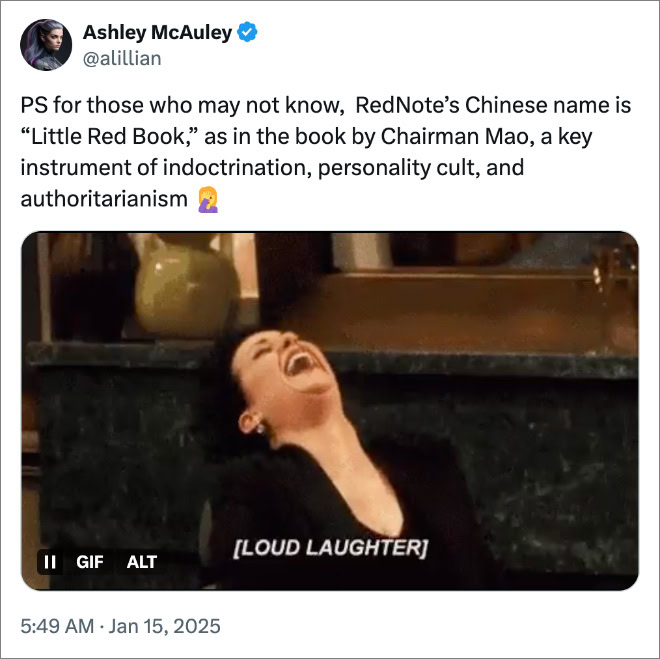 Ashley McAuley
@alillian
PS for those who may not know,  RedNote’s Chinese name is
“Little Red Book,” as in the book by Chairman Mao, a key
instrument of indoctrination, personality cult, and
authoritarianism 🤦‍♀️
[LOUD LAUGHTER]
GIF ALT
5:49 AM · Jan 15, 2025